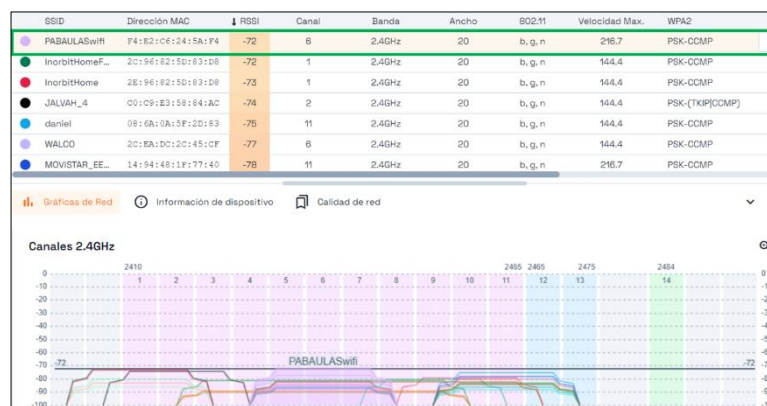 SSID Dirección MAC ↓ RSSI Canal Banda Ancho 802.11 Velocidad Max. WPA2
PABAULASwifi F4:E2:C6:24:5A:F4 -72 6 2.4GHz 20 b, g, n 216.7 PSK-CCMP
InorbitHomeF... 2C:96:82:5D:83:D8 -72 1 2.4GHz 20 b, g, n 144.4 PSK-CCMP
InorbitHome 2E:96:82:5D:83:D8 -73 1 2.4GHz 20 b, g, n 144.4 PSK-CCMP
JALVAH_4 C0:C9:E3:58:84:AC -74 2 2.4GHz 20 b, g, n 144.4 PSK-(TKIP|CCMP)
daniel 08:6A:0A:5F:2D:83 -75 11 2.4GHz 20 b, g, n 144.4 PSK-CCMP
WALCO 2C:EA:DC:2C:45:CF -77 6 2.4GHz 20 b, g, n 144.4 PSK-CCMP
MOViSTAR_EE... 14:94:48:1F:77:40 -78 11 2.4GHz 20 b, g, n 216.7 PSK-CCMP
Gráficas de Red Información de dispositivo Calidad de red
Canales 2.4GHz
2410 2465 2465 2475 2484
0 1 2 3 4 5 6 7 8 9 10 11 12 13 14 0
-10
-20
-30
-40
-50
-60
PABAULASwifi
-70 -72 -72
-80
-90
-100